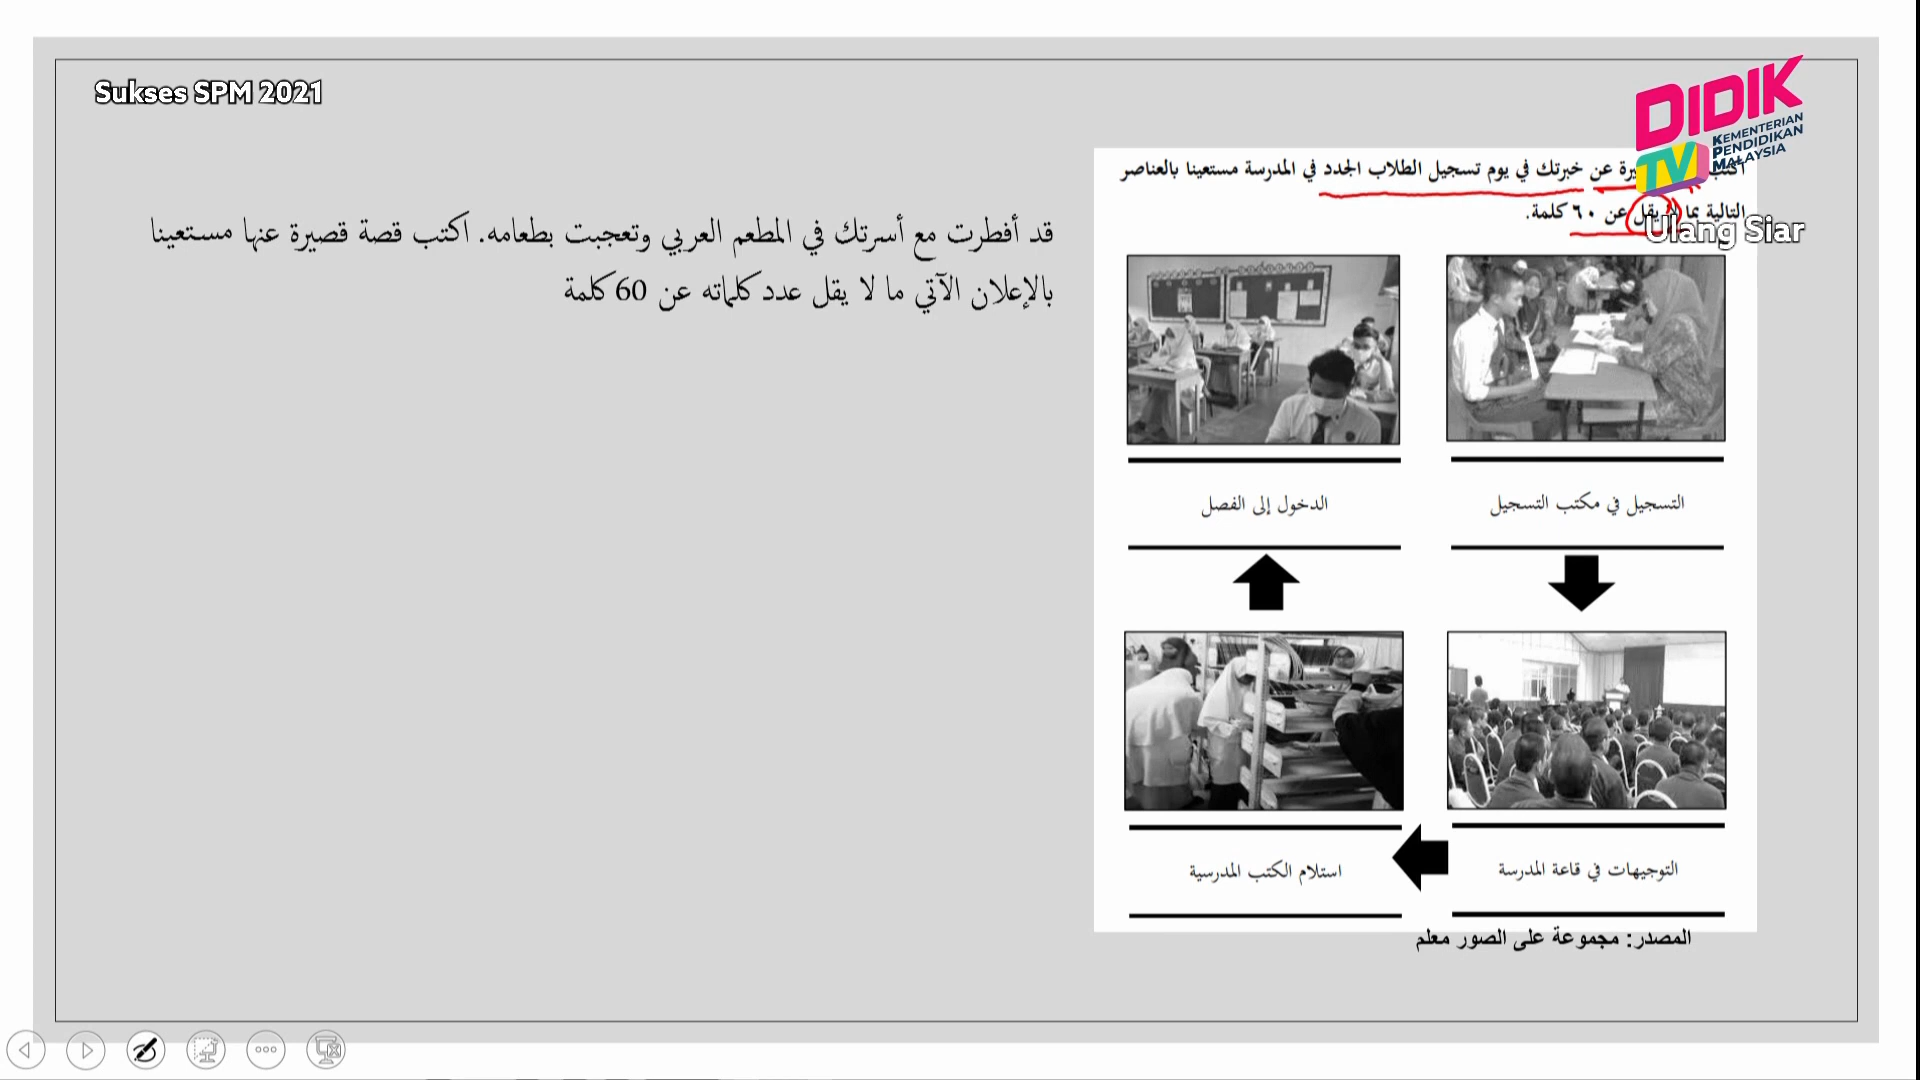 Sukses SPM 2021
DIDIK
TV
KEMENTERIAN
PENDIDIKAN
MALAYSIA
Ulang Siar
قد أفطرت مع أسرتك في المطعم العربي وتعجبت بطعامه. اكتب قصة قصيرة عنها مستعينا
بالإعلان الآتي ما لا يقل عدد كلماته عن 60 كلمة
عن خبرتك في يوم تسجيل الطلاب الجدد في المدرسة مستعينا بالعناصر
التالية بما لا يقل عن ٦٠ كلمة.
التسجيل في مكتب التسجيل
الدخول إلى الفصل
التوجيهات في قاعة المدرسة
استلام الكتب المدرسية
المصدر: مجموعة على الصور معلم